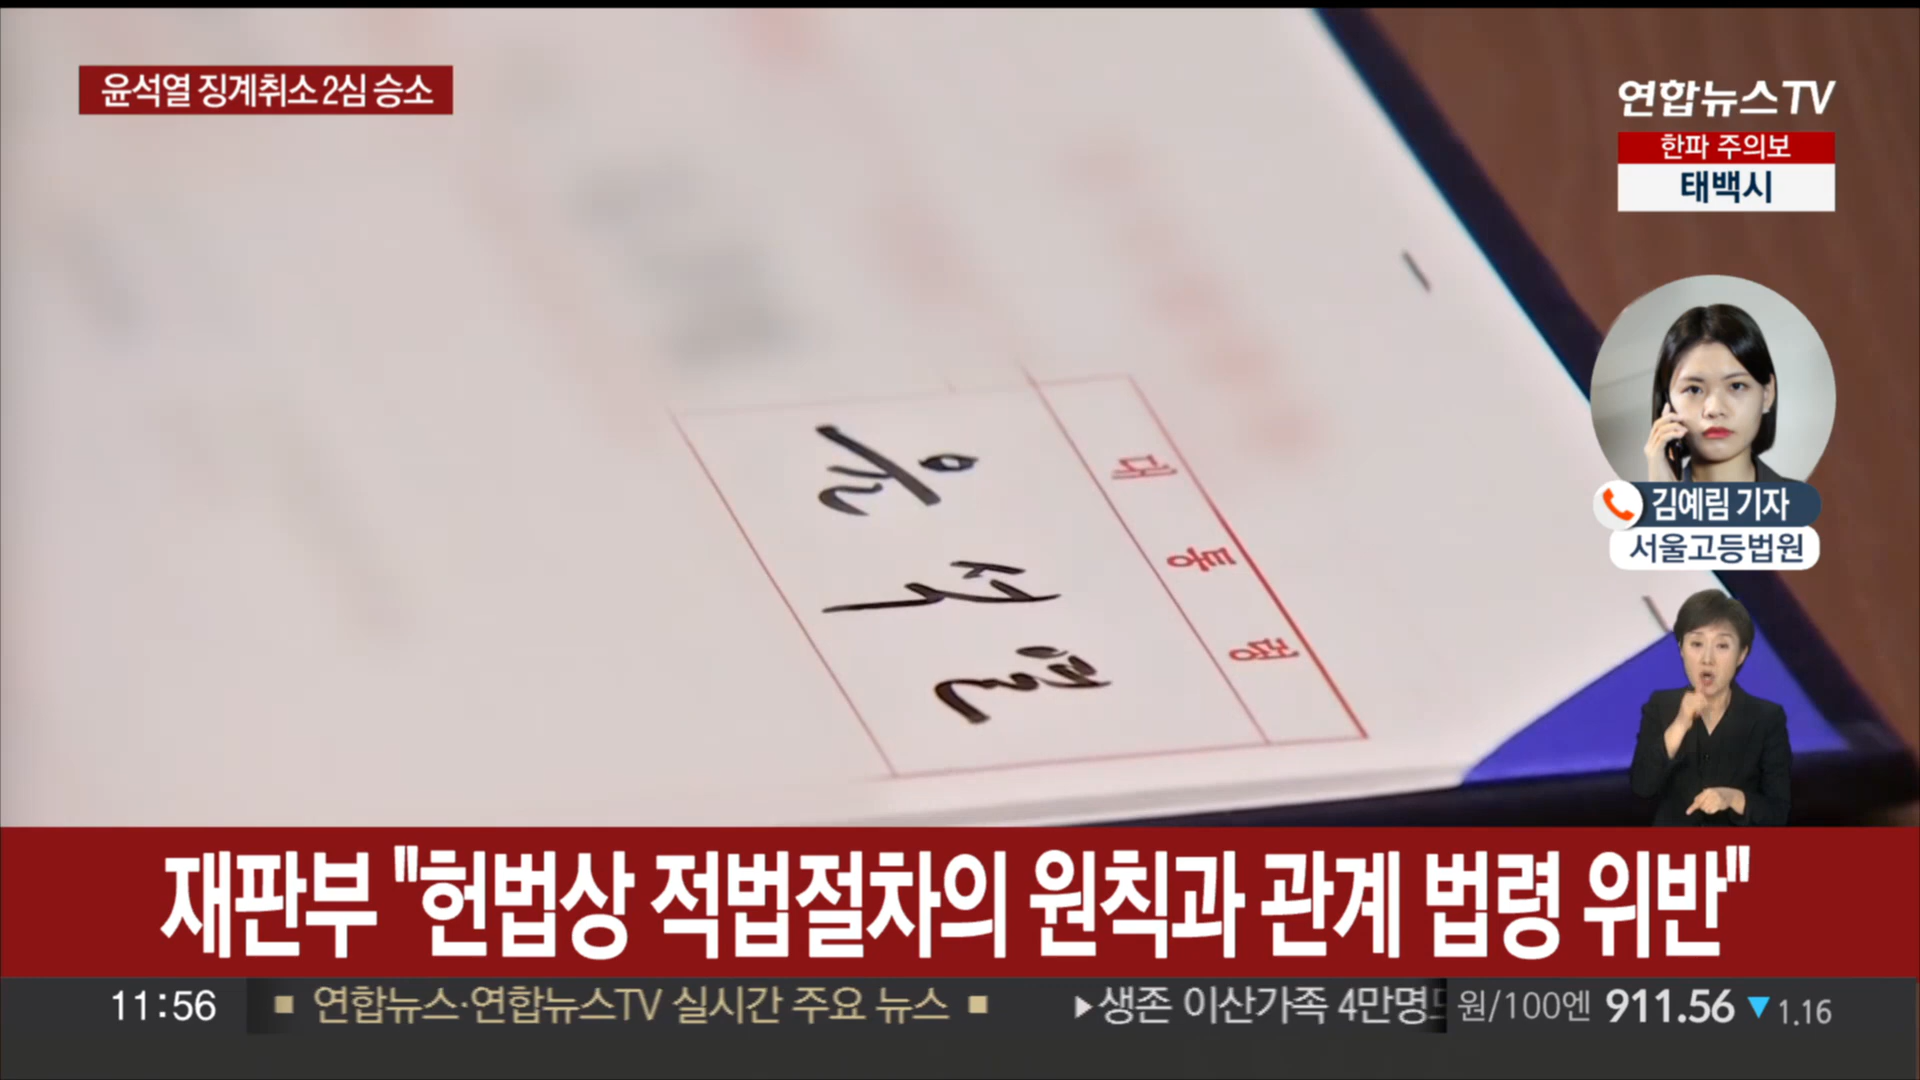 윤석열 징계취소 2심 승소
연합뉴스TV
한파 주의보
태백시
대통령
윤석열
김예림 기자
서울고등법원
재판부 "헌법상 적법절차의 원칙과 관계 법령 위반"
11:56 ■ 연합뉴스·연합뉴스TV 실시간 주요 뉴스 ■ ▶생존 이산가족 4만명 원/100엔 911.56 ▼ 1.16